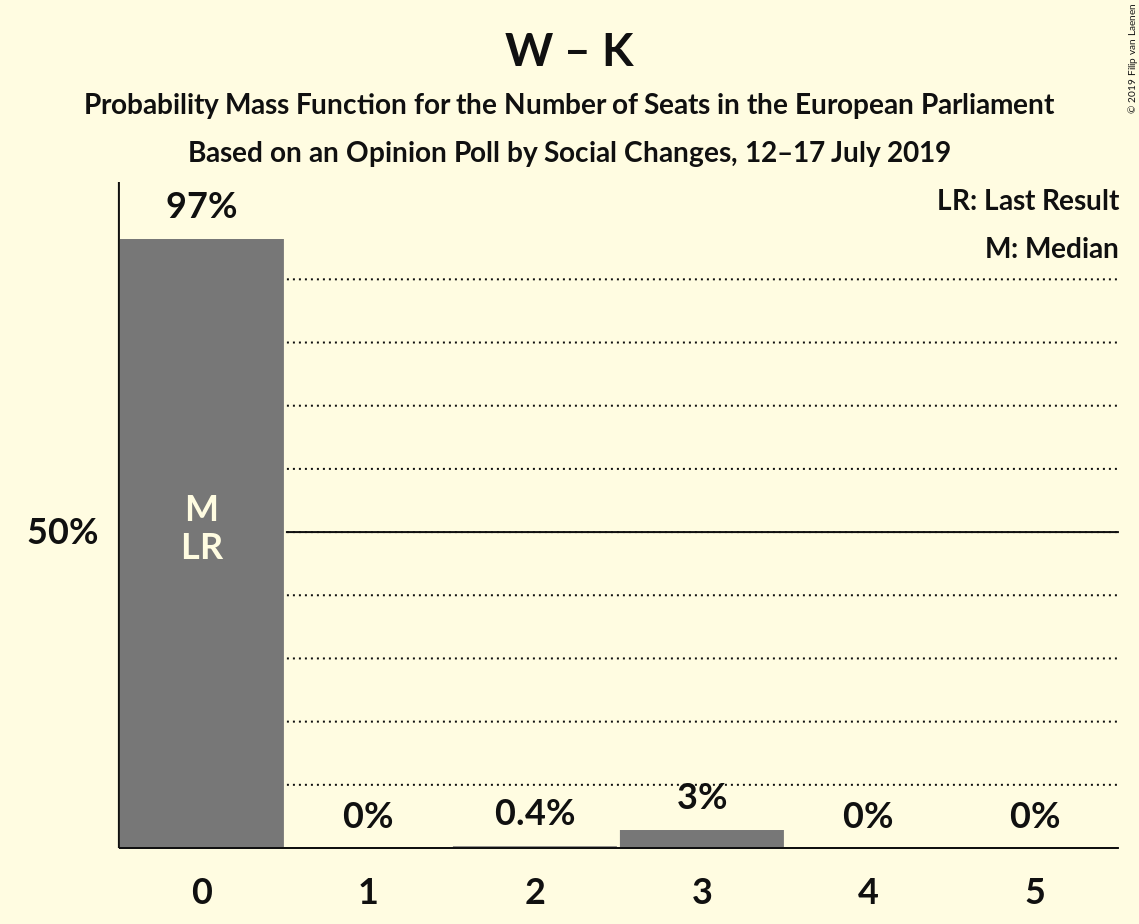 W – K
Probability Mass Function for the Number of Seats in the European Parliament
Based on an Opinion Poll by Social Changes, 12–17 July 2019
© 2019 Filip van Laenen
LR: Last Result
M: Median
97%
M
LR
50%
0%
0.4%
3%
0%
0%
0
1
2
3
4
5